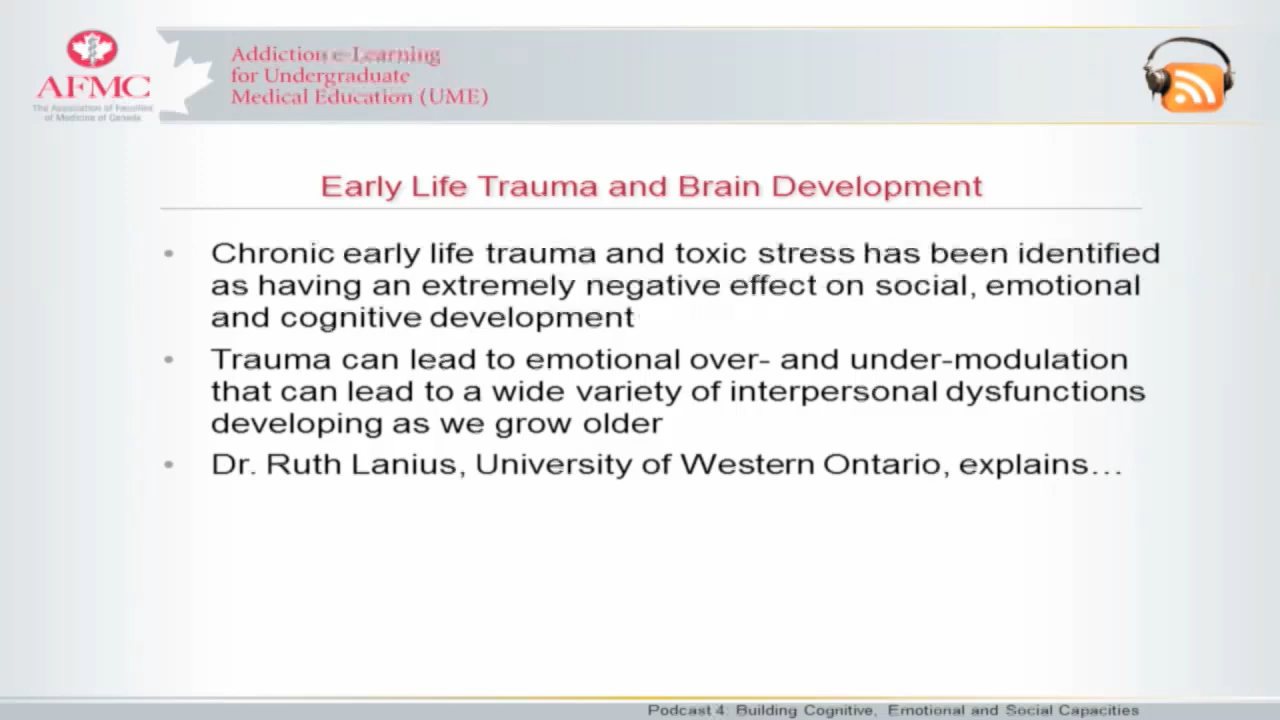 AFMC
The Association of Faculties
of Medicine of Canada
Addiction e-Learning
for Undergraduate
Medical Education (UME)
Early Life Trauma and Brain Development
• Chronic early life trauma and toxic stress has been identified
as having an extremely negative effect on social, emotional
and cognitive development
• Trauma can lead to emotional over- and under-modulation
that can lead to a wide variety of interpersonal dysfunctions
developing as we grow older
• Dr. Ruth Lanius, University of Western Ontario, explains…
Podcast 4: Building Cognitive, Emotional and Social Capacities